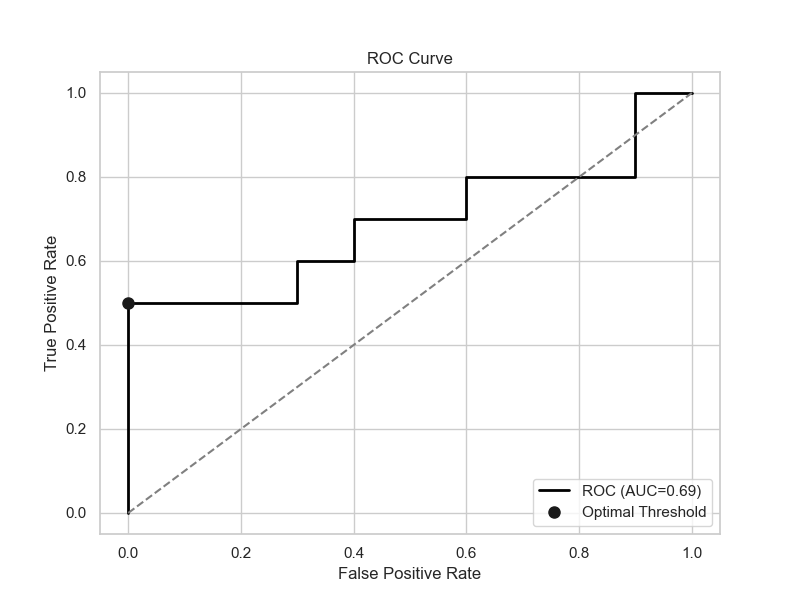 ROC Curve
1.0
0.8
0.6
0.4
0.2
0.0
True Positive Rate
0.0 0.2 0.4 0.6 0.8 1.0
False Positive Rate
ROC (AUC=0.69)
Optimal Threshold